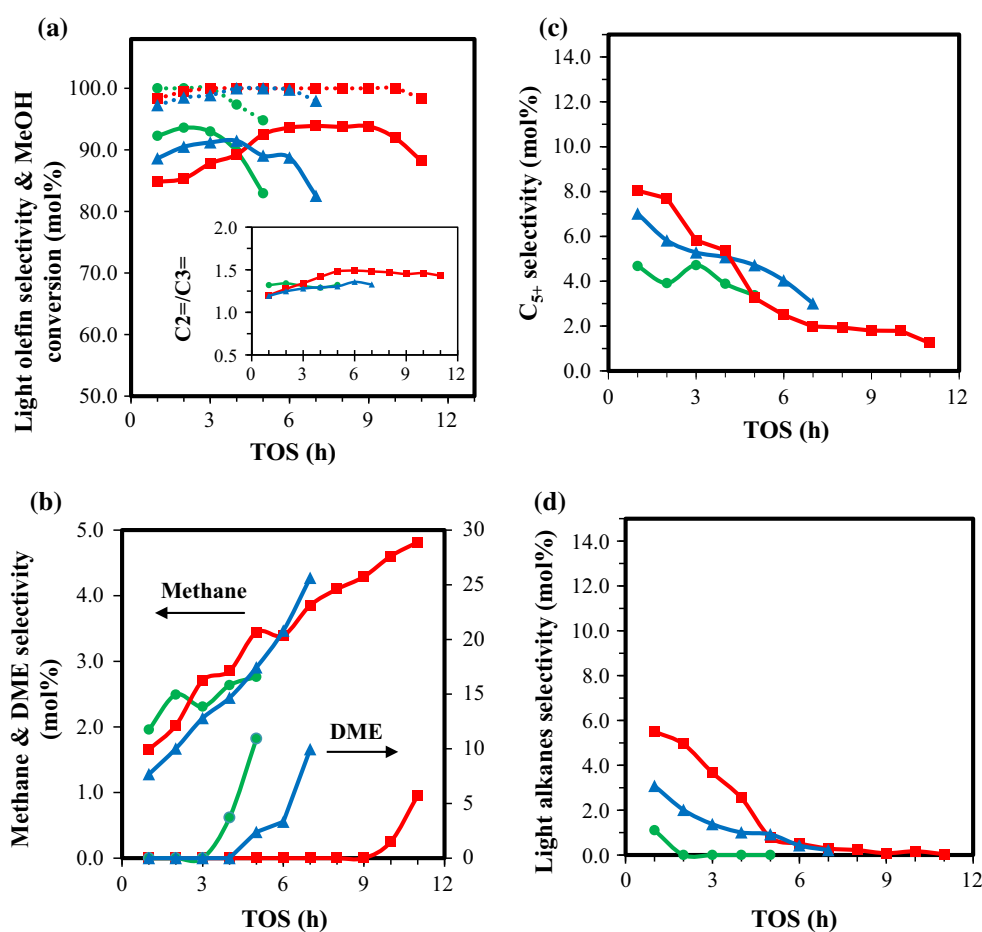 (a)
Light olefin selectivity & MeOH
conversion (mol%)
100.0
90.0
80.0
70.0
60.0
50.0
0 3 6 9 12
TOS (h)
C2=/C3=
2.0
1.5
1.0
0.5
0 3 6 9 12
(c)
C5+ selectivity (mol%)
14.0
12.0
10.0
8.0
6.0
4.0
2.0
0.0
0 3 6 9 12
TOS (h)
(b)
Methane & DME selectivity
(mol%)
5.0
4.0
3.0
2.0
1.0
0.0
30
25
20
15
10
5
0
Methane
DME
0 3 6 9 12
TOS (h)
(d)
Light alkanes selectivity (mol%)
14.0
12.0
10.0
8.0
6.0
4.0
2.0
0.0
0 3 6 9 12
TOS (h)